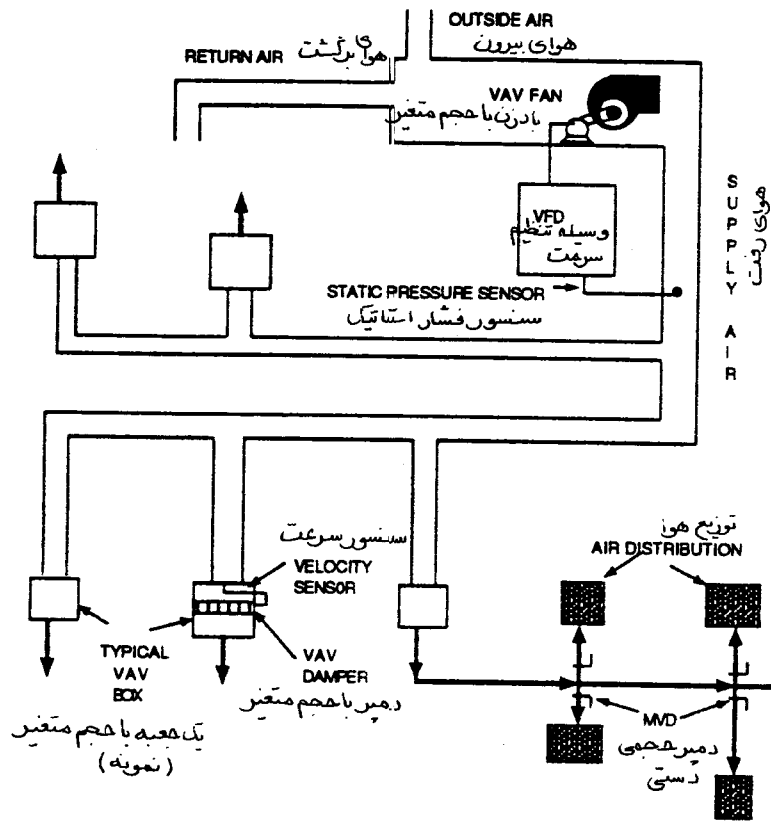 OUTSIDE AIR
هوای بیرون
RETURN AIR
هوای برگشت
VAV FAN
بادزن با حجم متغیر
VFD
وسیله تنظیم
سرعت
STATIC PRESSURE SENSOR
سنسور فشار استاتیک
SUPPLY AIR
هوای رفت
سنسور سرعت
VELOCITY
SENSOR
توزیع هوا
AIR DISTRIBUTION
TYPICAL
VAV
BOX
یک جعبه با حجم متغیر
(نمونه)
VAV
DAMPER
دمپر با حجم متغیر
MVD
دمپر حجمی
دستی